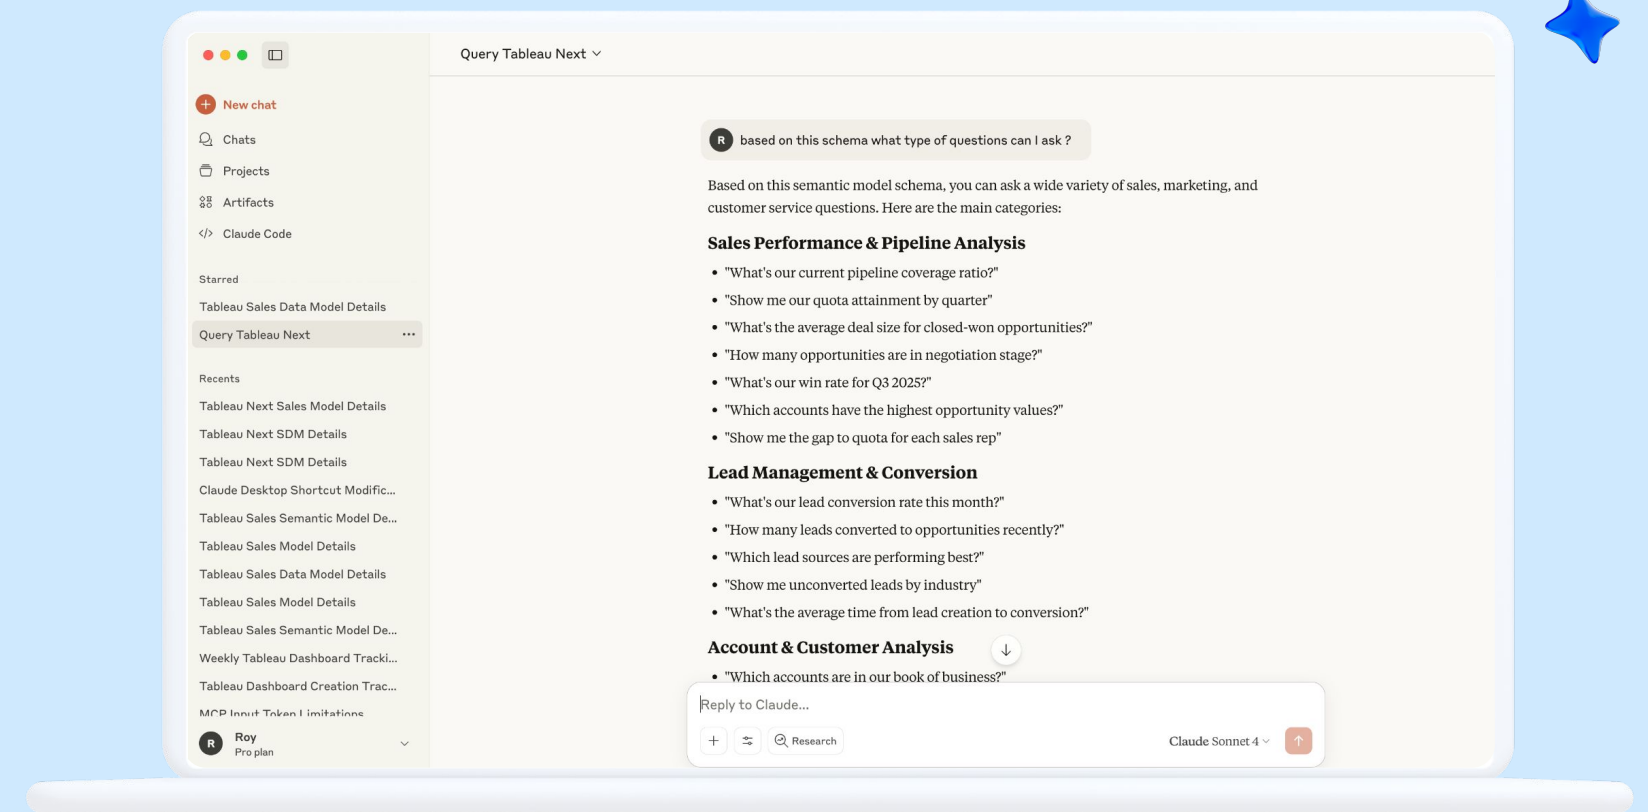 Query Tableau Next
New chat
Chats
Projects
Artifacts
Claude Code
Starred
Tableau Sales Data Model Details
Query Tableau Next
Recents
Tableau Next Sales Model Details
Tableau Next SDM Details
Tableau Next SDM Details
Claude Desktop Shortcut Modific...
Tableau Sales Semantic Model De...
Tableau Sales Model Details
Tableau Sales Data Model Details
Tableau Sales Model Details
Tableau Sales Semantic Model De...
Weekly Tableau Dashboard Tracki...
Tableau Dashboard Creation Trac...
MCP Input Token Limitations
R
Roy
Pro plan
R
based on this schema what type of questions can I ask ?
Based on this semantic model schema, you can ask a wide variety of sales, marketing, and
customer service questions. Here are the main categories:
Sales Performance & Pipeline Analysis
• "What's our current pipeline coverage ratio?"
• "Show me our quota attainment by quarter"
• "What's the average deal size for closed-won opportunities?"
• "How many opportunities are in negotiation stage?"
• "What's our win rate for Q3 2025?"
• "Which accounts have the highest opportunity values?"
• "Show me the gap to quota for each sales rep"
Lead Management & Conversion
• "What's our lead conversion rate this month?"
• "How many leads converted to opportunities recently?"
• "Which lead sources are performing best?"
• "Show me unconverted leads by industry"
• "What's the average time from lead creation to conversion?"
Account & Customer Analysis
• "Which accounts are in our book of business?"
Reply to Claude...
Research
Claude Sonnet 4